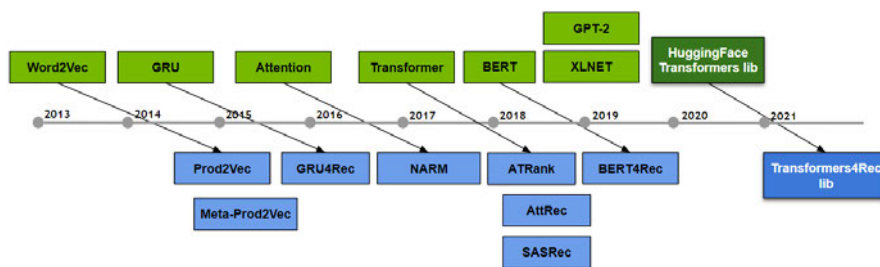 GPT-2
HuggingFace
Transformers lib
Word2Vec
GRU
Attention
Transformer
BERT
XLNET
2013
2014
2015
2016
2017
2018
2019
2020
2021
Prod2Vec
GRU4Rec
NARM
ATRank
BERT4Rec
Transformers4Rec
lib
Meta-Prod2Vec
AttRec
SASRec